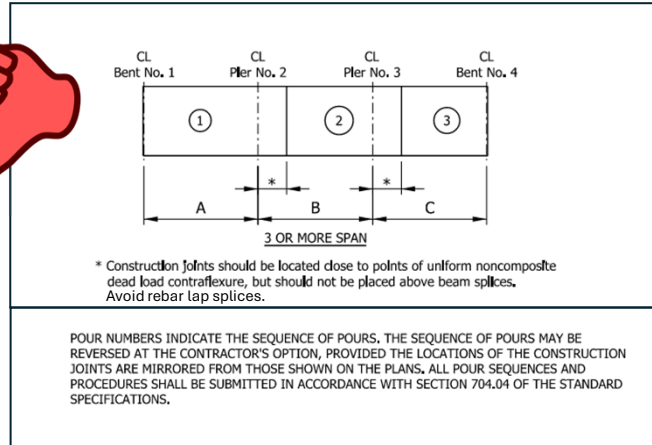 CL CL CL CL
Bent No. 1 Pier No. 2 Pier No. 3 Bent No. 4
1 2 3
* *
A B C
3 OR MORE SPAN
* Construction joints should be located close to points of uniform noncomposite
dead load contraflexure, but should not be placed above beam splices.
Avoid rebar lap splices.
POUR NUMBERS INDICATE THE SEQUENCE OF POURS. THE SEQUENCE OF POURS MAY BE
REVERSED AT THE CONTRACTOR'S OPTION, PROVIDED THE LOCATIONS OF THE CONSTRUCTION
JOINTS ARE MIRRORED FROM THOSE SHOWN ON THE PLANS. ALL POUR SEQUENCES AND
PROCEDURES SHALL BE SUBMITTED IN ACCORDANCE WITH SECTION 704.04 OF THE STANDARD
SPECIFICATIONS.